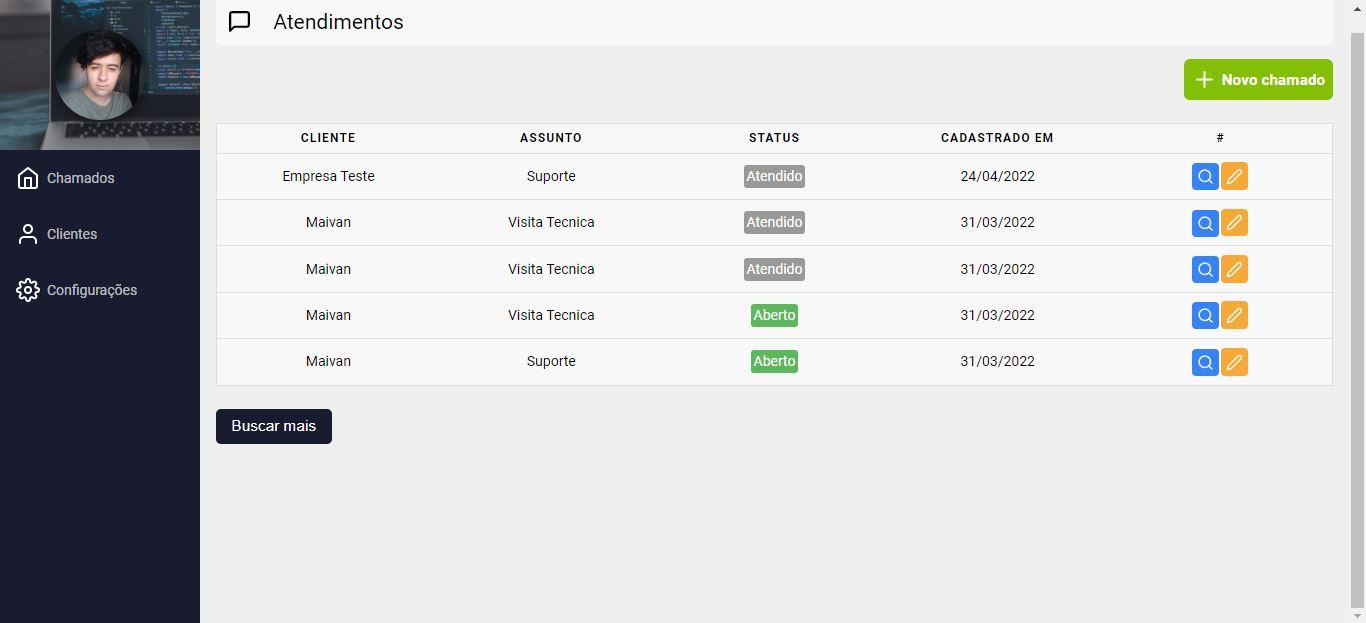 Atendimentos
Novo chamado
Chamados
Clientes
Configurações
CLIENTE ASSUNTO STATUS CADASTRADO EM #
Empresa Teste Suporte Atendido 24/04/2022
Maivan Visita Tecnica Atendido 31/03/2022
Maivan Visita Tecnica Atendido 31/03/2022
Maivan Visita Tecnica Aberto 31/03/2022
Maivan Suporte Aberto 31/03/2022
Buscar mais